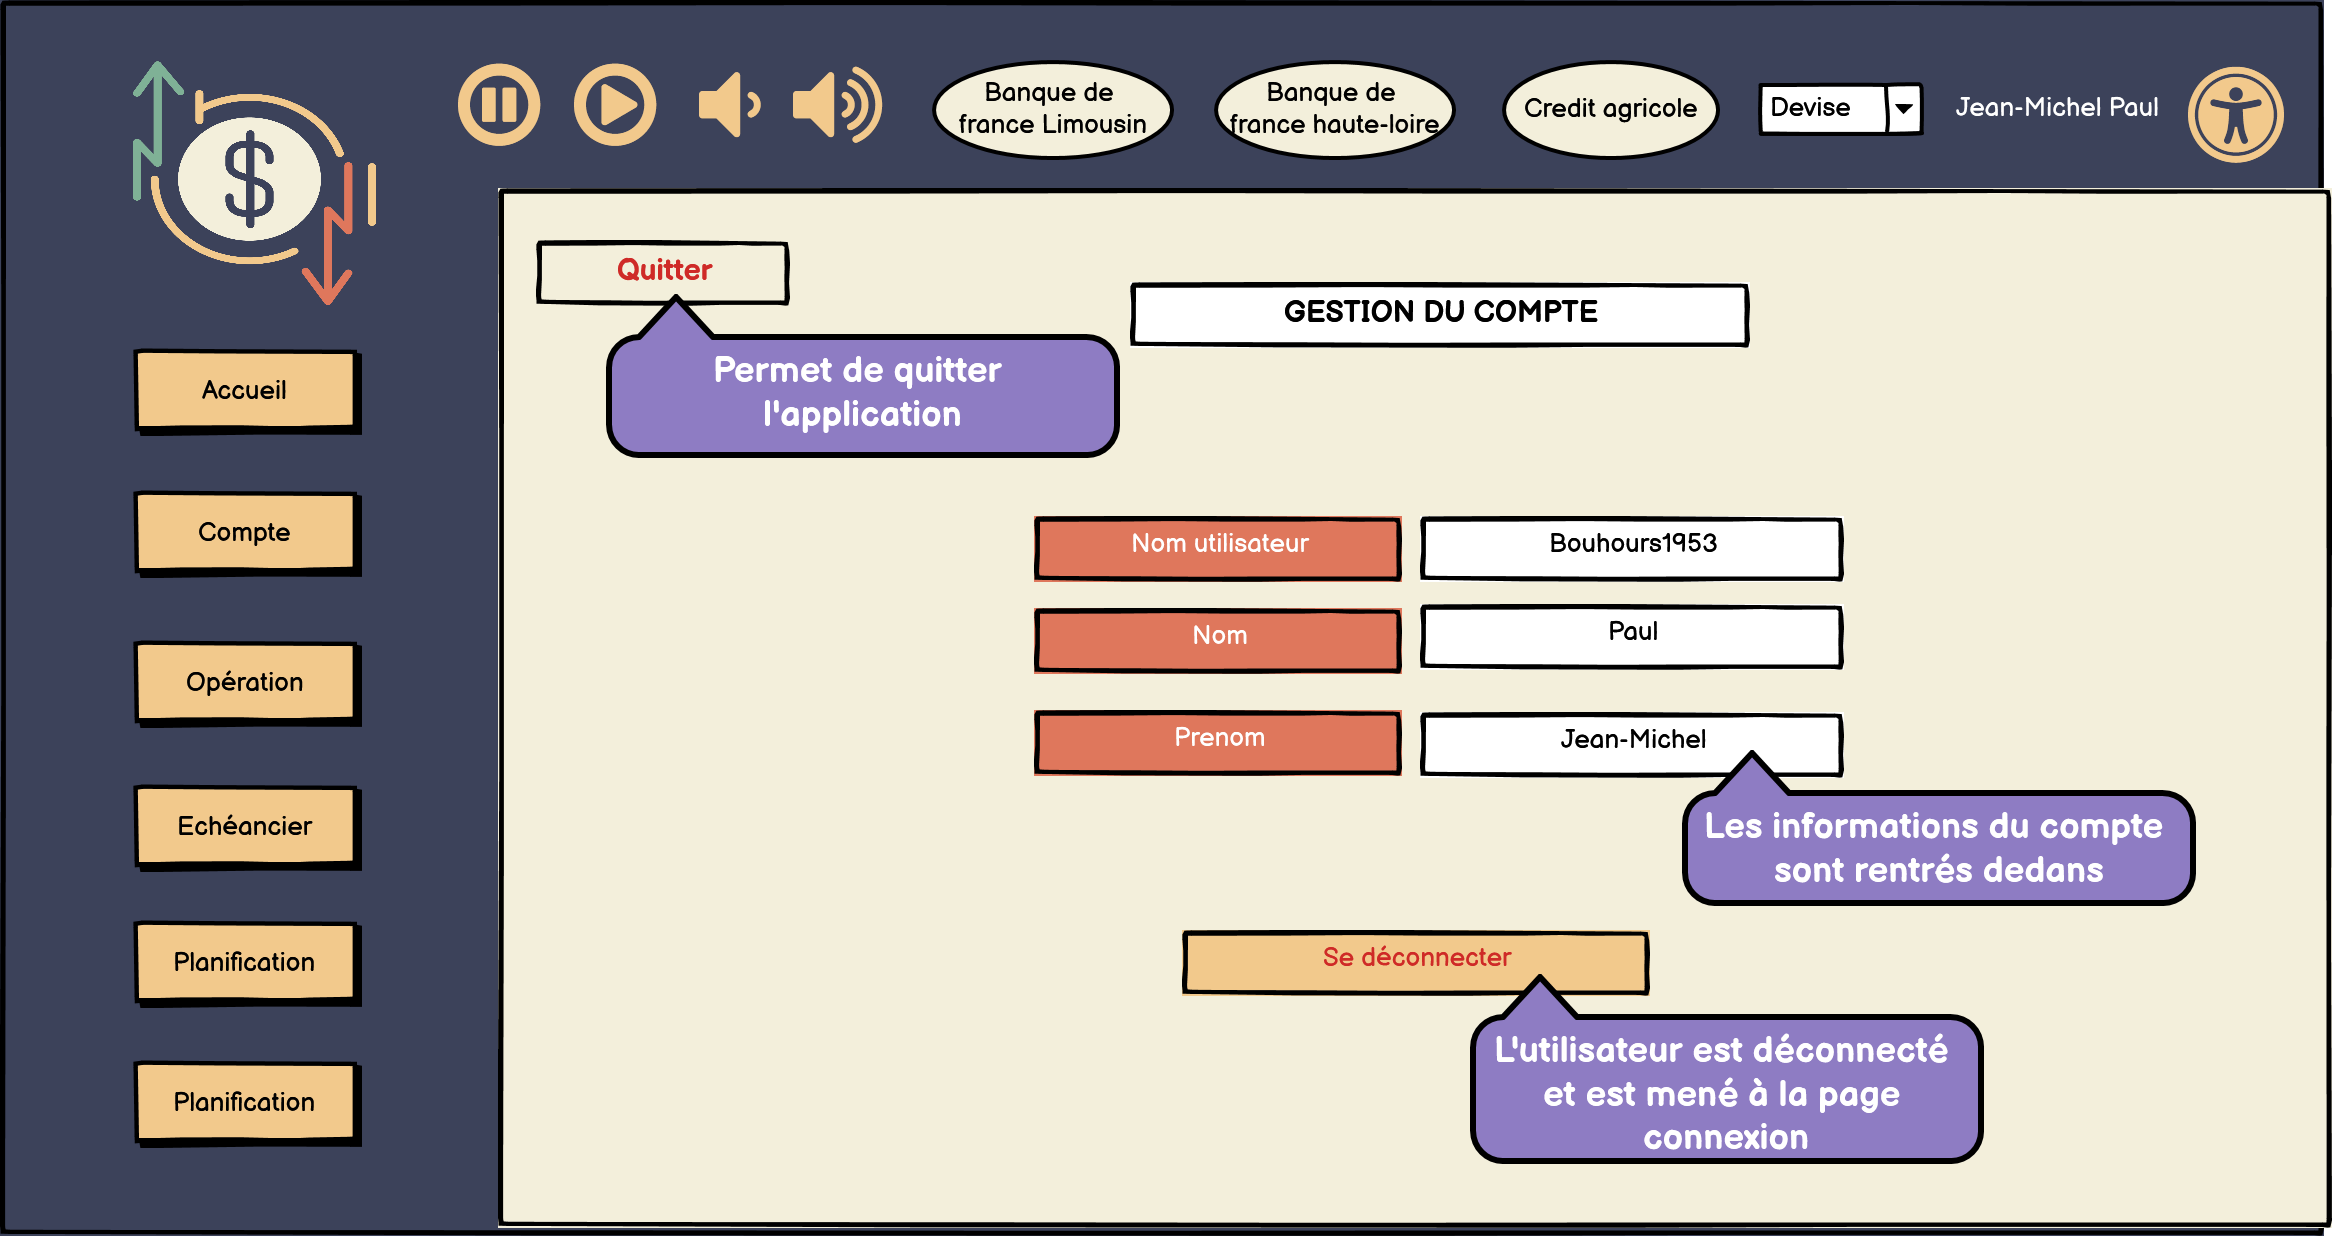 $
Banque de
france Limousin
Banque de
france haute-loire
Credit agricole
Devise
Jean-Michel Paul
Quitter
Permet de quitter
l'application
GESTION DU COMPTE
Accueil
Compte
Opération
Echéancier
Planification
Planification
Nom utilisateur
Bouhours1953
Nom
Paul
Prenom
Jean-Michel
Les informations du compte
sont rentrés dedans
Se déconnecter
L'utilisateur est déconnecté
et est mené à la page
connexion